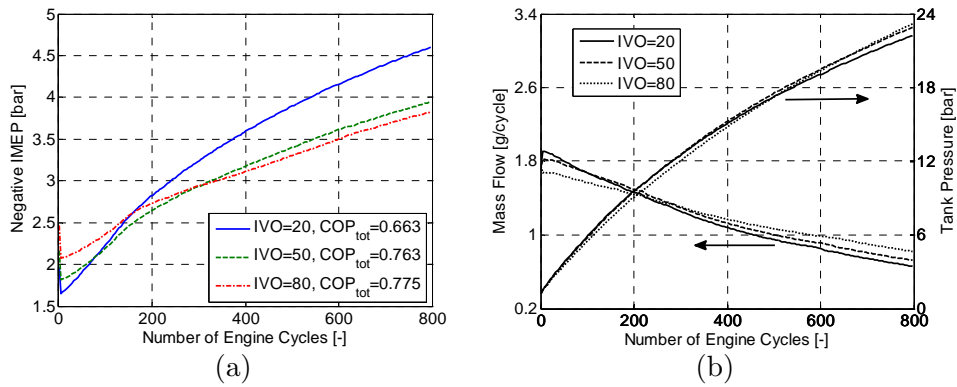 (a)
5
4.5
4
3.5
3
2.5
2
1.5
Negative IMEP [bar]
IVO=20, COPtot=0.663
IVO=50, COPtot=0.763
IVO=80, COPtot=0.775
0 200 400 600 800
Number of Engine Cycles [-]
(a)
(b)
3.4
2.6
1.8
1
0.2
Mass Flow [g/cycle]
IVO=20
IVO=50
IVO=80
24
18
12
6
0
Tank Pressure [bar]
0 200 400 600 800
Number of Engine Cycles [-]
(b)